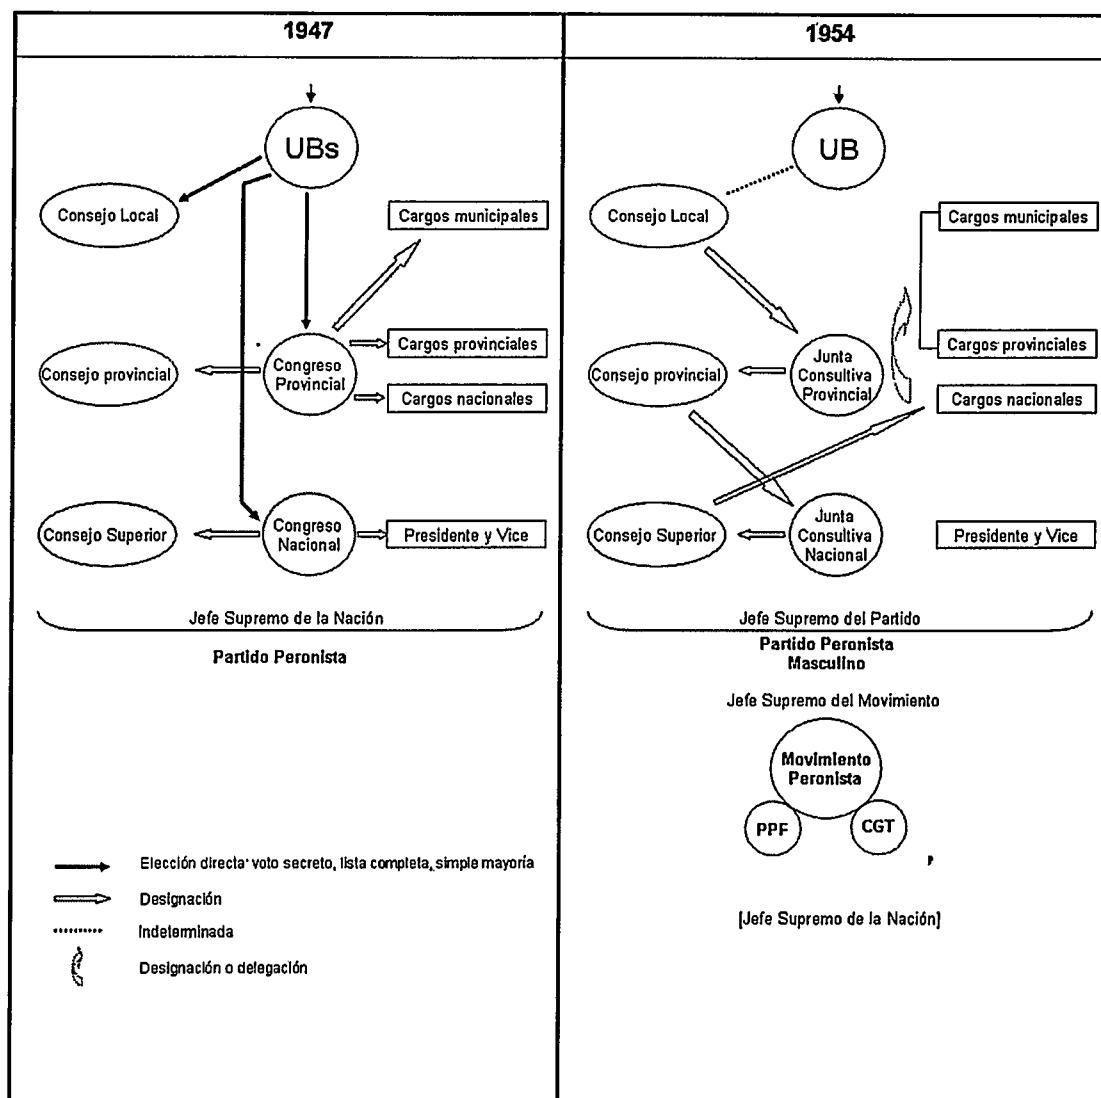 1947
UBs
Consejo Local
Cargos municipales
Congreso
Provincial
Cargos provinciales
Consejo provincial
Cargos nacionales
Consejo Superior
Congreso
Nacional
Presidente y Vice
Jefe Supremo de la Nación
Partido Peronista
Elección directa: voto secreto, lista completa, simple mayoría
Designación
Indeterminada
Designación o delegación
1954
UB
Consejo Local
Cargos municipales
Junta
Consultiva
Provincial
Cargos provinciales
Consejo provincial
Cargos nacionales
Consejo Superior
Junta
Consultiva
Nacional
Presidente y Vice
Jefe Supremo del Partido
Partido Peronista
Masculino
Jefe Supremo del Movimiento
Movimiento
Peronista
PPF
CGT
[Jefe Supremo de la Nación]